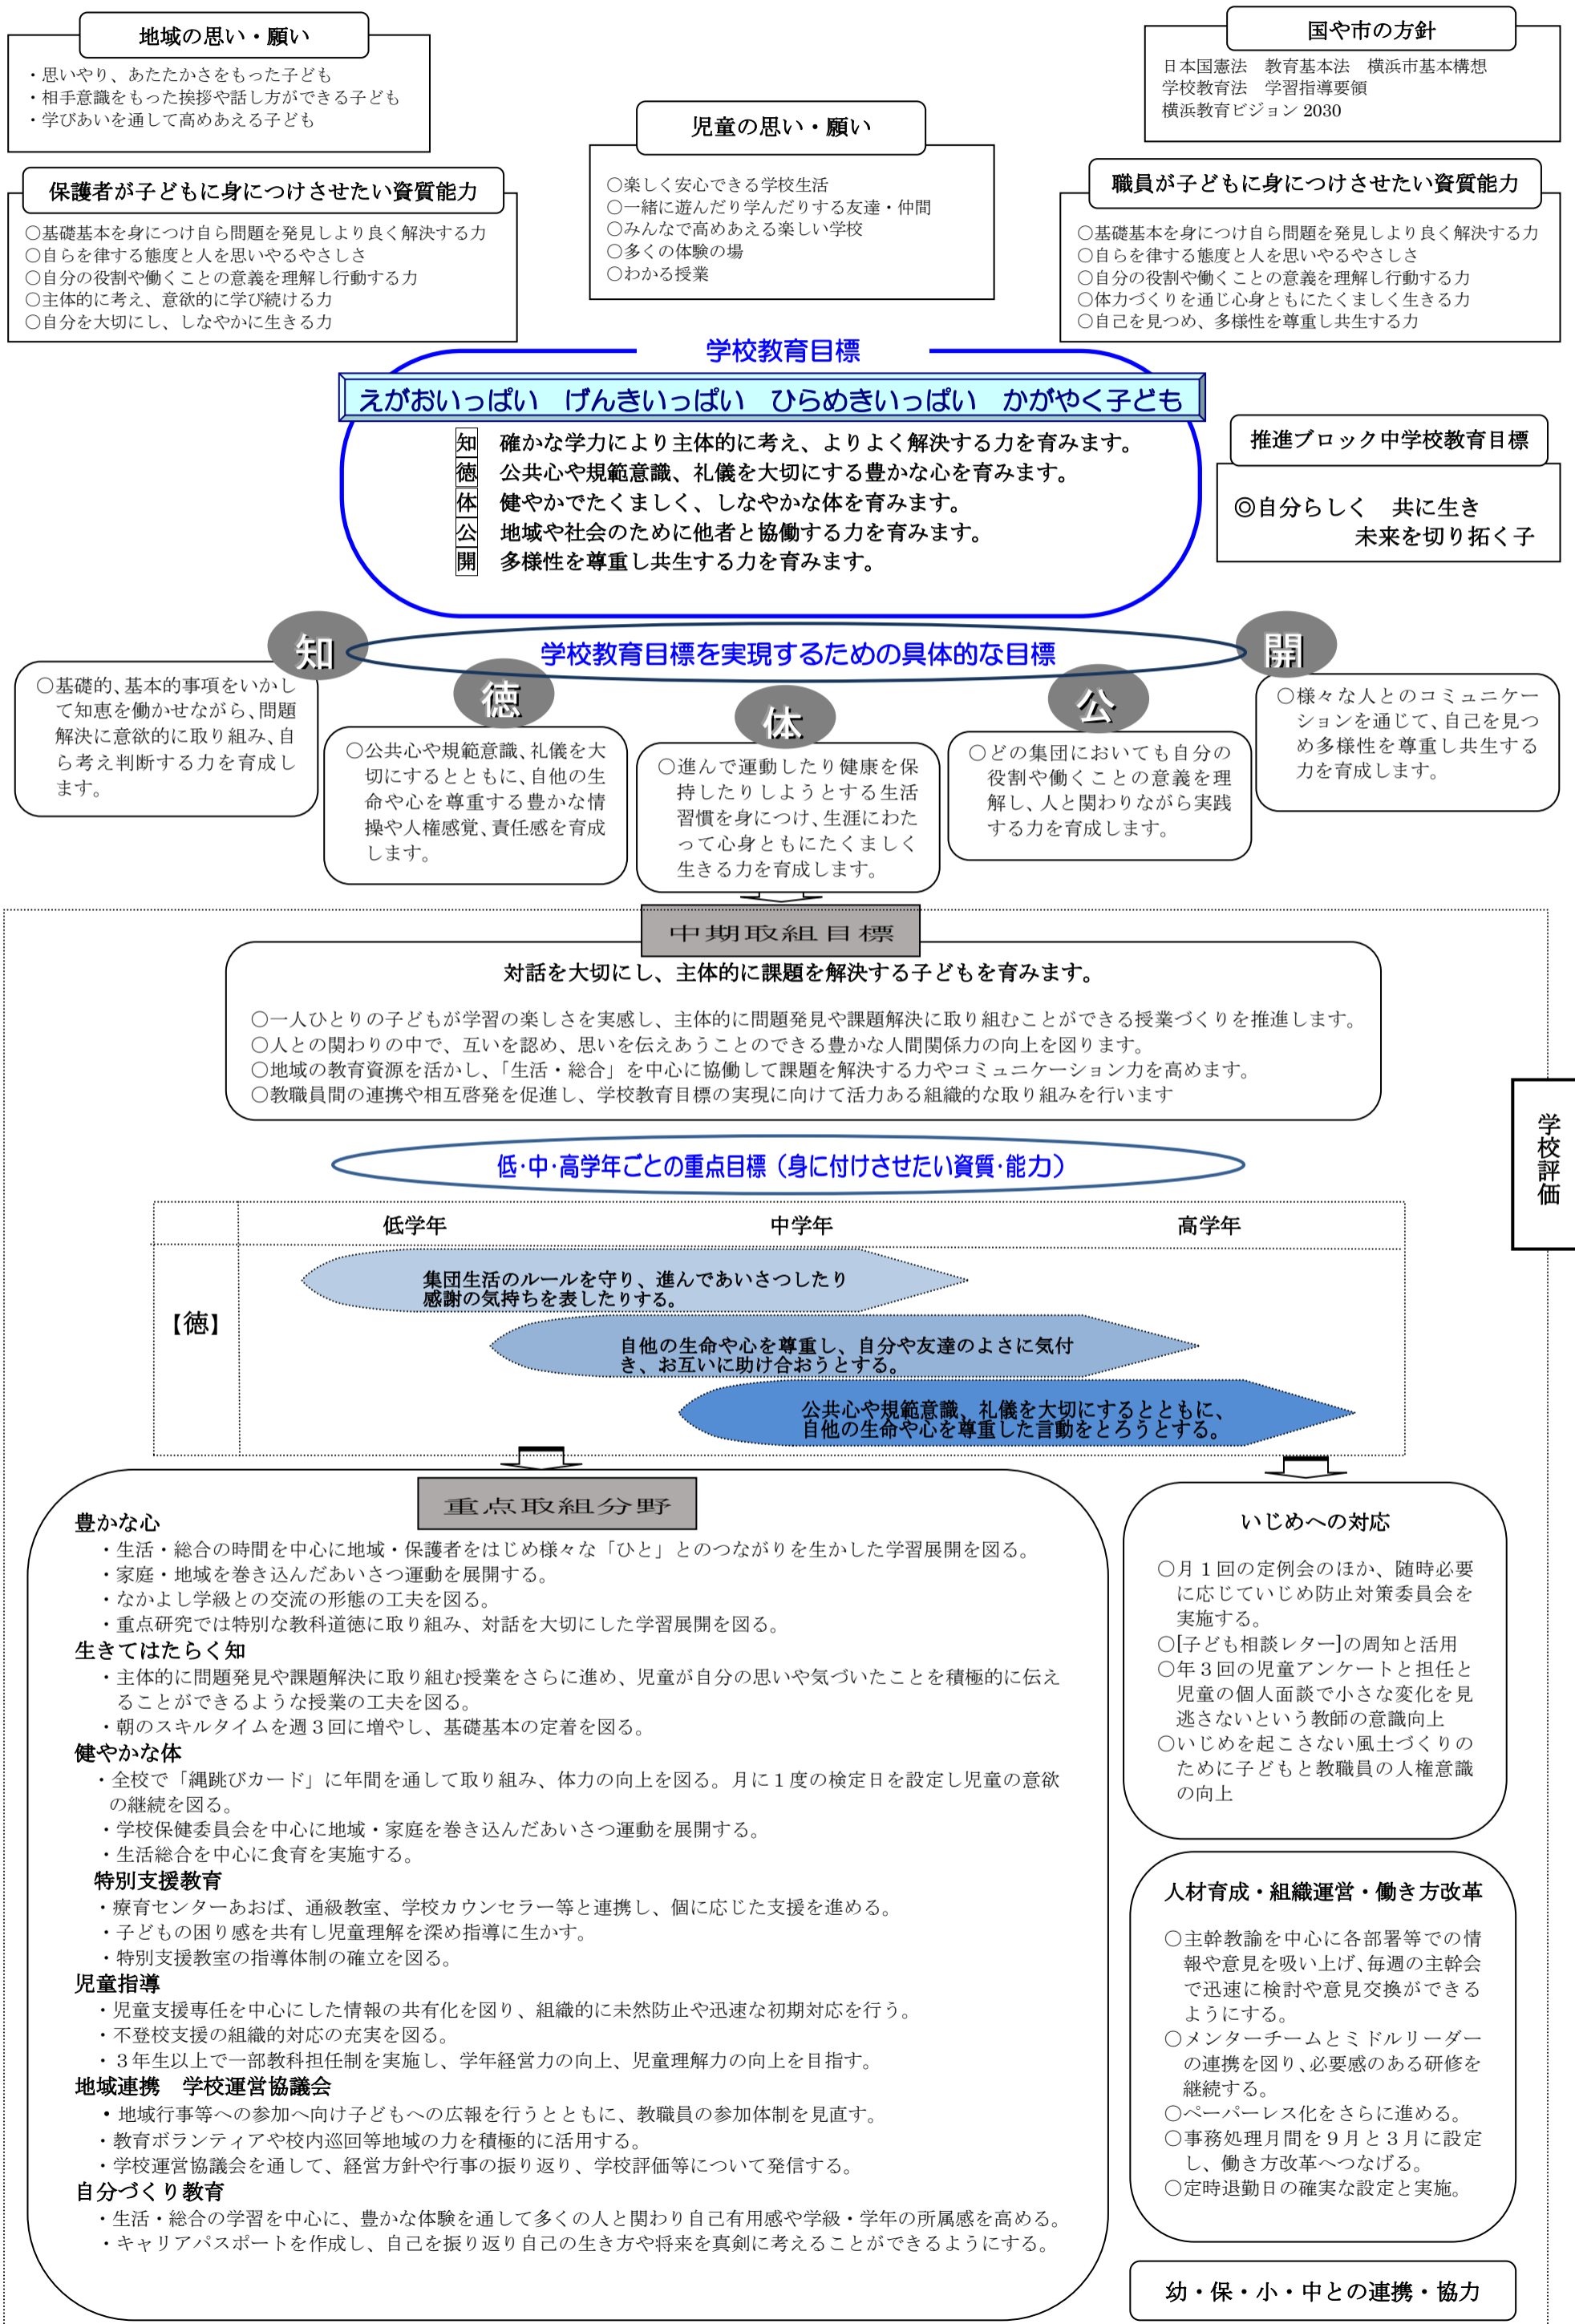 地域の思い・願い
・思いやり、あたたかさをもった子ども
・相手意識をもった挨拶や話し方ができる子ども
・学びあいを通して高めあえる子ども
国や市の方針
日本国憲法　教育基本法　横浜市基本構想
学校教育法　学習指導要領
横浜教育ビジョン 2030
児童の思い・願い
○楽しく安心できる学校生活
○一緒に遊んだり学んだりする友達・仲間
○みんなで高めあえる楽しい学校
○多くの体験の場
○わかる授業
保護者が子どもに身につけさせたい資質能力
○基礎基本を身につけ自ら問題を発見しより良く解決する力
○自らを律する態度と人を思いやるやさしさ
○自分の役割や働くことの意義を理解し行動する力
○主体的に考え、意欲的に学び続ける力
○自分を大切にし、しなやかに生きる力
職員が子どもに身につけさせたい資質能力
○基礎基本を身につけ自ら問題を発見しより良く解決する力
○自らを律する態度と人を思いやるやさしさ
○自分の役割や働くことの意義を理解し行動する力
○体力づくりを通じ心身ともにたくましく生きる力
○自己を見つめ、多様性を尊重し共生する力
学校教育目標
えがおいっぱい　げんきいっぱい　ひらめきいっぱい　かがやく子ども
知　確かな学力により主体的に考え、よりよく解決する力を育みます。
徳　公共心や規範意識、礼儀を大切にする豊かな心を育みます。
体　健やかでたくましく、しなやかな体を育みます。
公　地域や社会のために他者と協働する力を育みます。
開　多様性を尊重し共生する力を育みます。
推進ブロック中学校教育目標
◎自分らしく　共に生き
未来を切り拓く子
学校教育目標を実現するための具体的な目標
知
○基礎的、基本的事項をいかし
て知恵を働かせながら、問題
解決に意欲的に取り組み、自
ら考え判断する力を育成し
ます。
徳
○公共心や規範意識、礼儀を大
切にするとともに、自他の生
命や心を尊重する豊かな情
操や人権感覚、責任感を育成
します。
体
○進んで運動したり健康を保
持したりしようとする生活
習慣を身につけ、生涯にわた
って心身ともにたくましく
生きる力を育成します。
公
○どの集団においても自分の
役割や働くことの意義を理
解し、人と関わりながら実践
する力を育成します。
開
○様々な人とのコミュニケー
ションを通じて、自己を見つ
め多様性を尊重し共生する
力を育成します。
中期取組目標
対話を大切にし、主体的に課題を解決する子どもを育みます。
○一人ひとりの子どもが学習の楽しさを実感し、主体的に問題発見や課題解決に取り組むことができる授業づくりを推進します。
○人との関わりの中で、互いを認め、思いを伝えあうことのできる豊かな人間関係力の向上を図ります。
○地域の教育資源を活かし、「生活・総合」を中心に協働して課題を解決する力やコミュニケーション力を高めます。
○教職員間の連携や相互啓発を促進し、学校教育目標の実現に向けて活力ある組織的な取り組みを行います
学校評価
低・中・高学年ごとの重点目標（身に付けさせたい資質・能力）
低学年　中学年　高学年
【徳】
集団生活のルールを守り、進んであいさつしたり
感謝の気持ちを表したりする。
自他の生命や心を尊重し、自分や友達のよさに気付
き、お互いに助け合おうとする。
公共心や規範意識、礼儀を大切にするとともに、
自他の生命や心を尊重した言動をとろうとする。
重点取組分野
豊かな心
・生活・総合の時間を中心に地域・保護者をはじめ様々な「ひと」とのつながりを生かした学習展開を図る。
・家庭・地域を巻き込んだあいさつ運動を展開する。
・なかよし学級との交流の形態の工夫を図る。
・重点研究では特別な教科道徳に取り組み、対話を大切にした学習展開を図る。
生きてはたらく知
・主体的に問題発見や課題解決に取り組む授業をさらに進め、児童が自分の思いや気づいたことを積極的に伝え
ることができるような授業の工夫を図る。
・朝のスキルタイムを週３回に増やし、基礎基本の定着を図る。
健やかな体
・全校で「縄跳びカード」に年間を通して取り組み、体力の向上を図る。月に１度の検定日を設定し児童の意欲
の継続を図る。
・学校保健委員会を中心に地域・家庭を巻き込んだあいさつ運動を展開する。
・生活総合を中心に食育を実施する。
特別支援教育
・療育センターあおば、通級教室、学校カウンセラー等と連携し、個に応じた支援を進める。
・子どもの困り感を共有し児童理解を深め指導に生かす。
・特別支援教室の指導体制の確立を図る。
児童指導
・児童支援専任を中心にした情報の共有化を図り、組織的に未然防止や迅速な初期対応を行う。
・不登校支援の組織的対応の充実を図る。
・３年生以上で一部教科担任制を実施し、学年経営力の向上、児童理解力の向上を目指す。
地域連携　学校運営協議会
・地域行事等への参加へ向け子どもへの広報を行うとともに、教職員の参加体制を見直す。
・教育ボランティアや校内巡回等地域の力を積極的に活用する。
・学校運営協議会を通して、経営方針や行事の振り返り、学校評価等について発信する。
自分づくり教育
・生活・総合の学習を中心に、豊かな体験を通して多くの人と関わり自己有用感や学級・学年の所属感を高める。
・キャリアパスポートを作成し、自己を振り返り自己の生き方や将来を真剣に考えることができるようにする。
いじめへの対応
○月１回の定例会のほか、随時必要
に応じていじめ防止対策委員会を
実施する。
○[子ども相談レター]の周知と活用
○年３回の児童アンケートと担任と
児童の個人面談で小さな変化を見
逃さないという教師の意識向上
○いじめを起こさない風土づくりの
ために子どもと教職員の人権意識
の向上
人材育成・組織運営・働き方改革
○主幹教諭を中心に各部署等での情
報や意見を吸い上げ、毎週の主幹会
で迅速に検討や意見交換ができる
ようにする。
○メンターチームとミドルリーダー
の連携を図り、必要感のある研修を
継続する。
○ペーパーレス化をさらに進める。
○事務処理月間を９月と３月に設定
し、働き方改革へつなげる。
○定時退勤日の確実な設定と実施。
幼・保・小・中との連携・協力